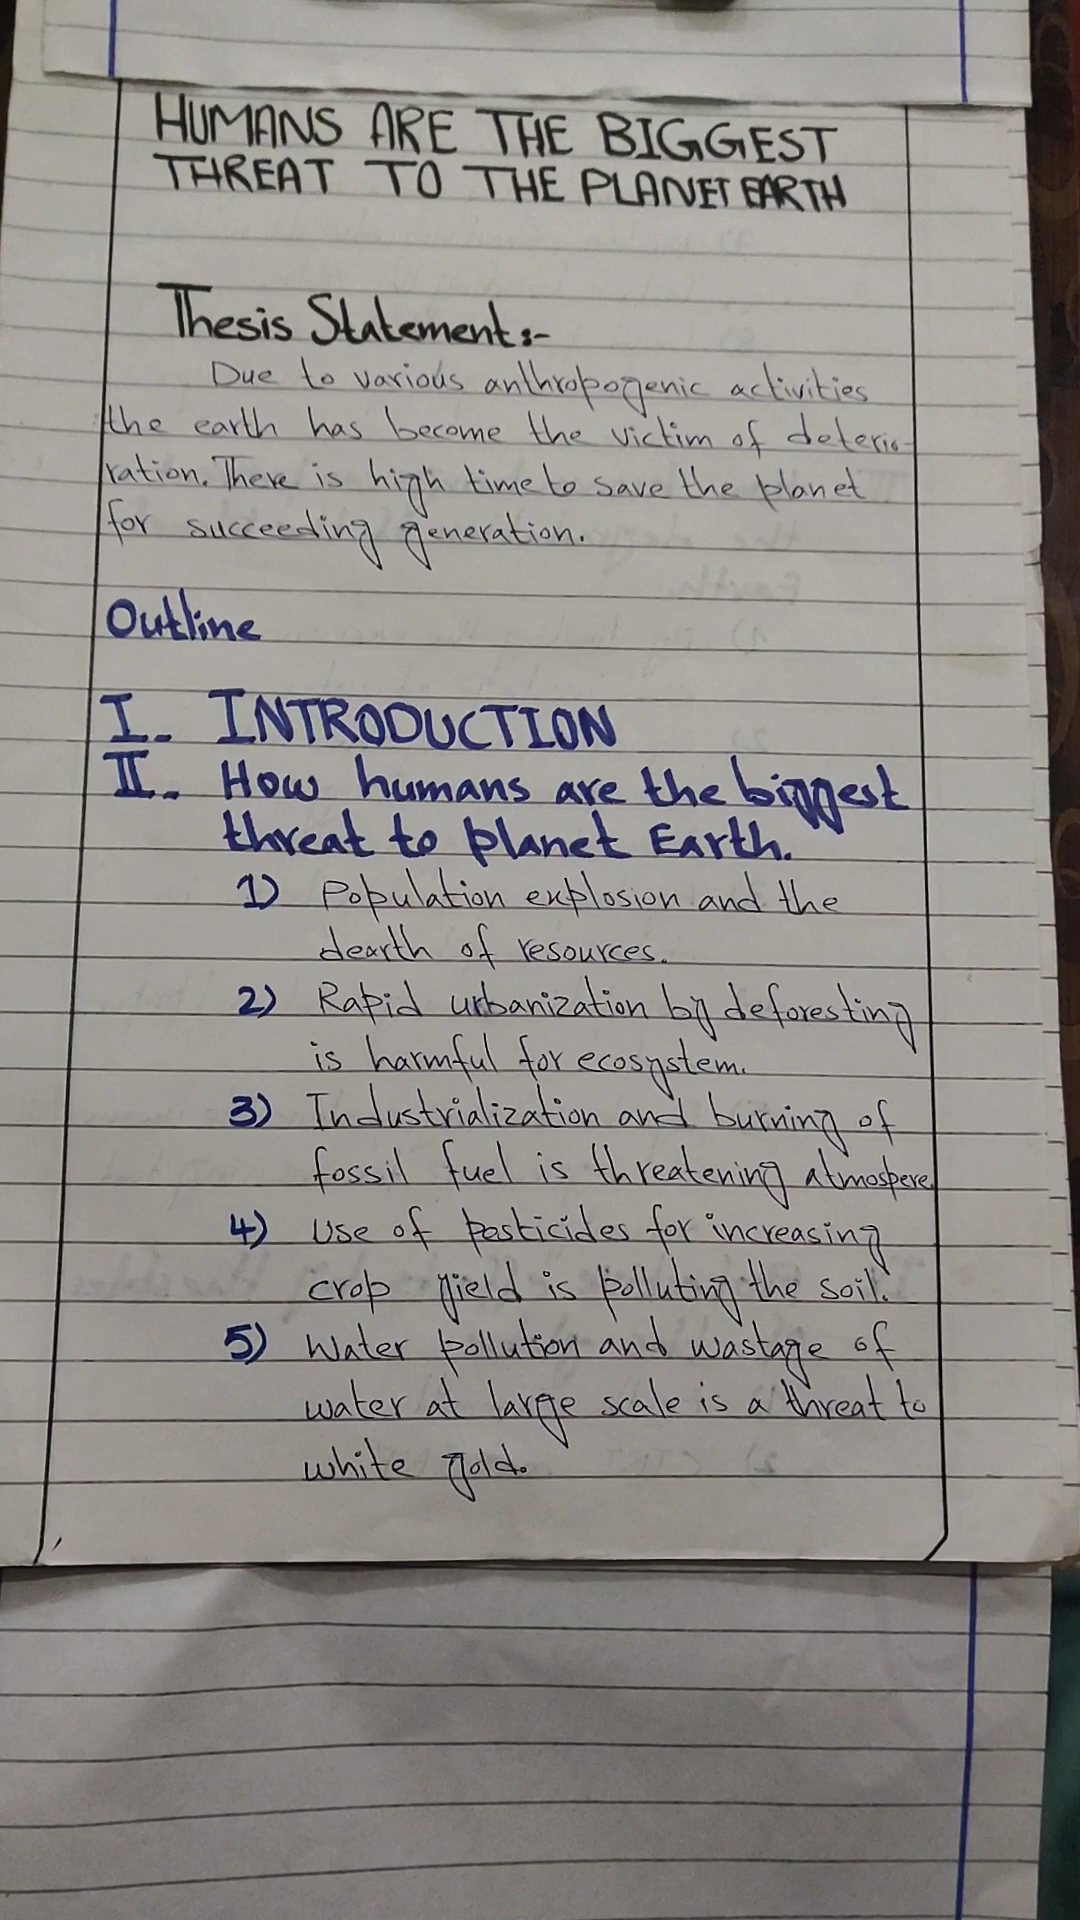 HUMANS ARE THE BIGGEST
THREAT TO THE PLANET EARTH
Thesis Statement:-
Due to various anthropogenic activities
the earth has become the victim of deterio-
ration. There is high time to save the planet
for succeeding generation.
Outline
I. INTRODUCTION
II. How humans are the biggest
threat to planet Earth.
1) Population explosion and the
dearth of resources.
2) Rapid urbanization by deforesting
is harmful for ecosystem.
3) Industrialization and burning of
fossil fuel is threatening atmospere.
4) Use of pesticides for increasing
crop yield is polluting the soil.
5) Water pollution and wastage of
water at large scale is a threat to
white gold.